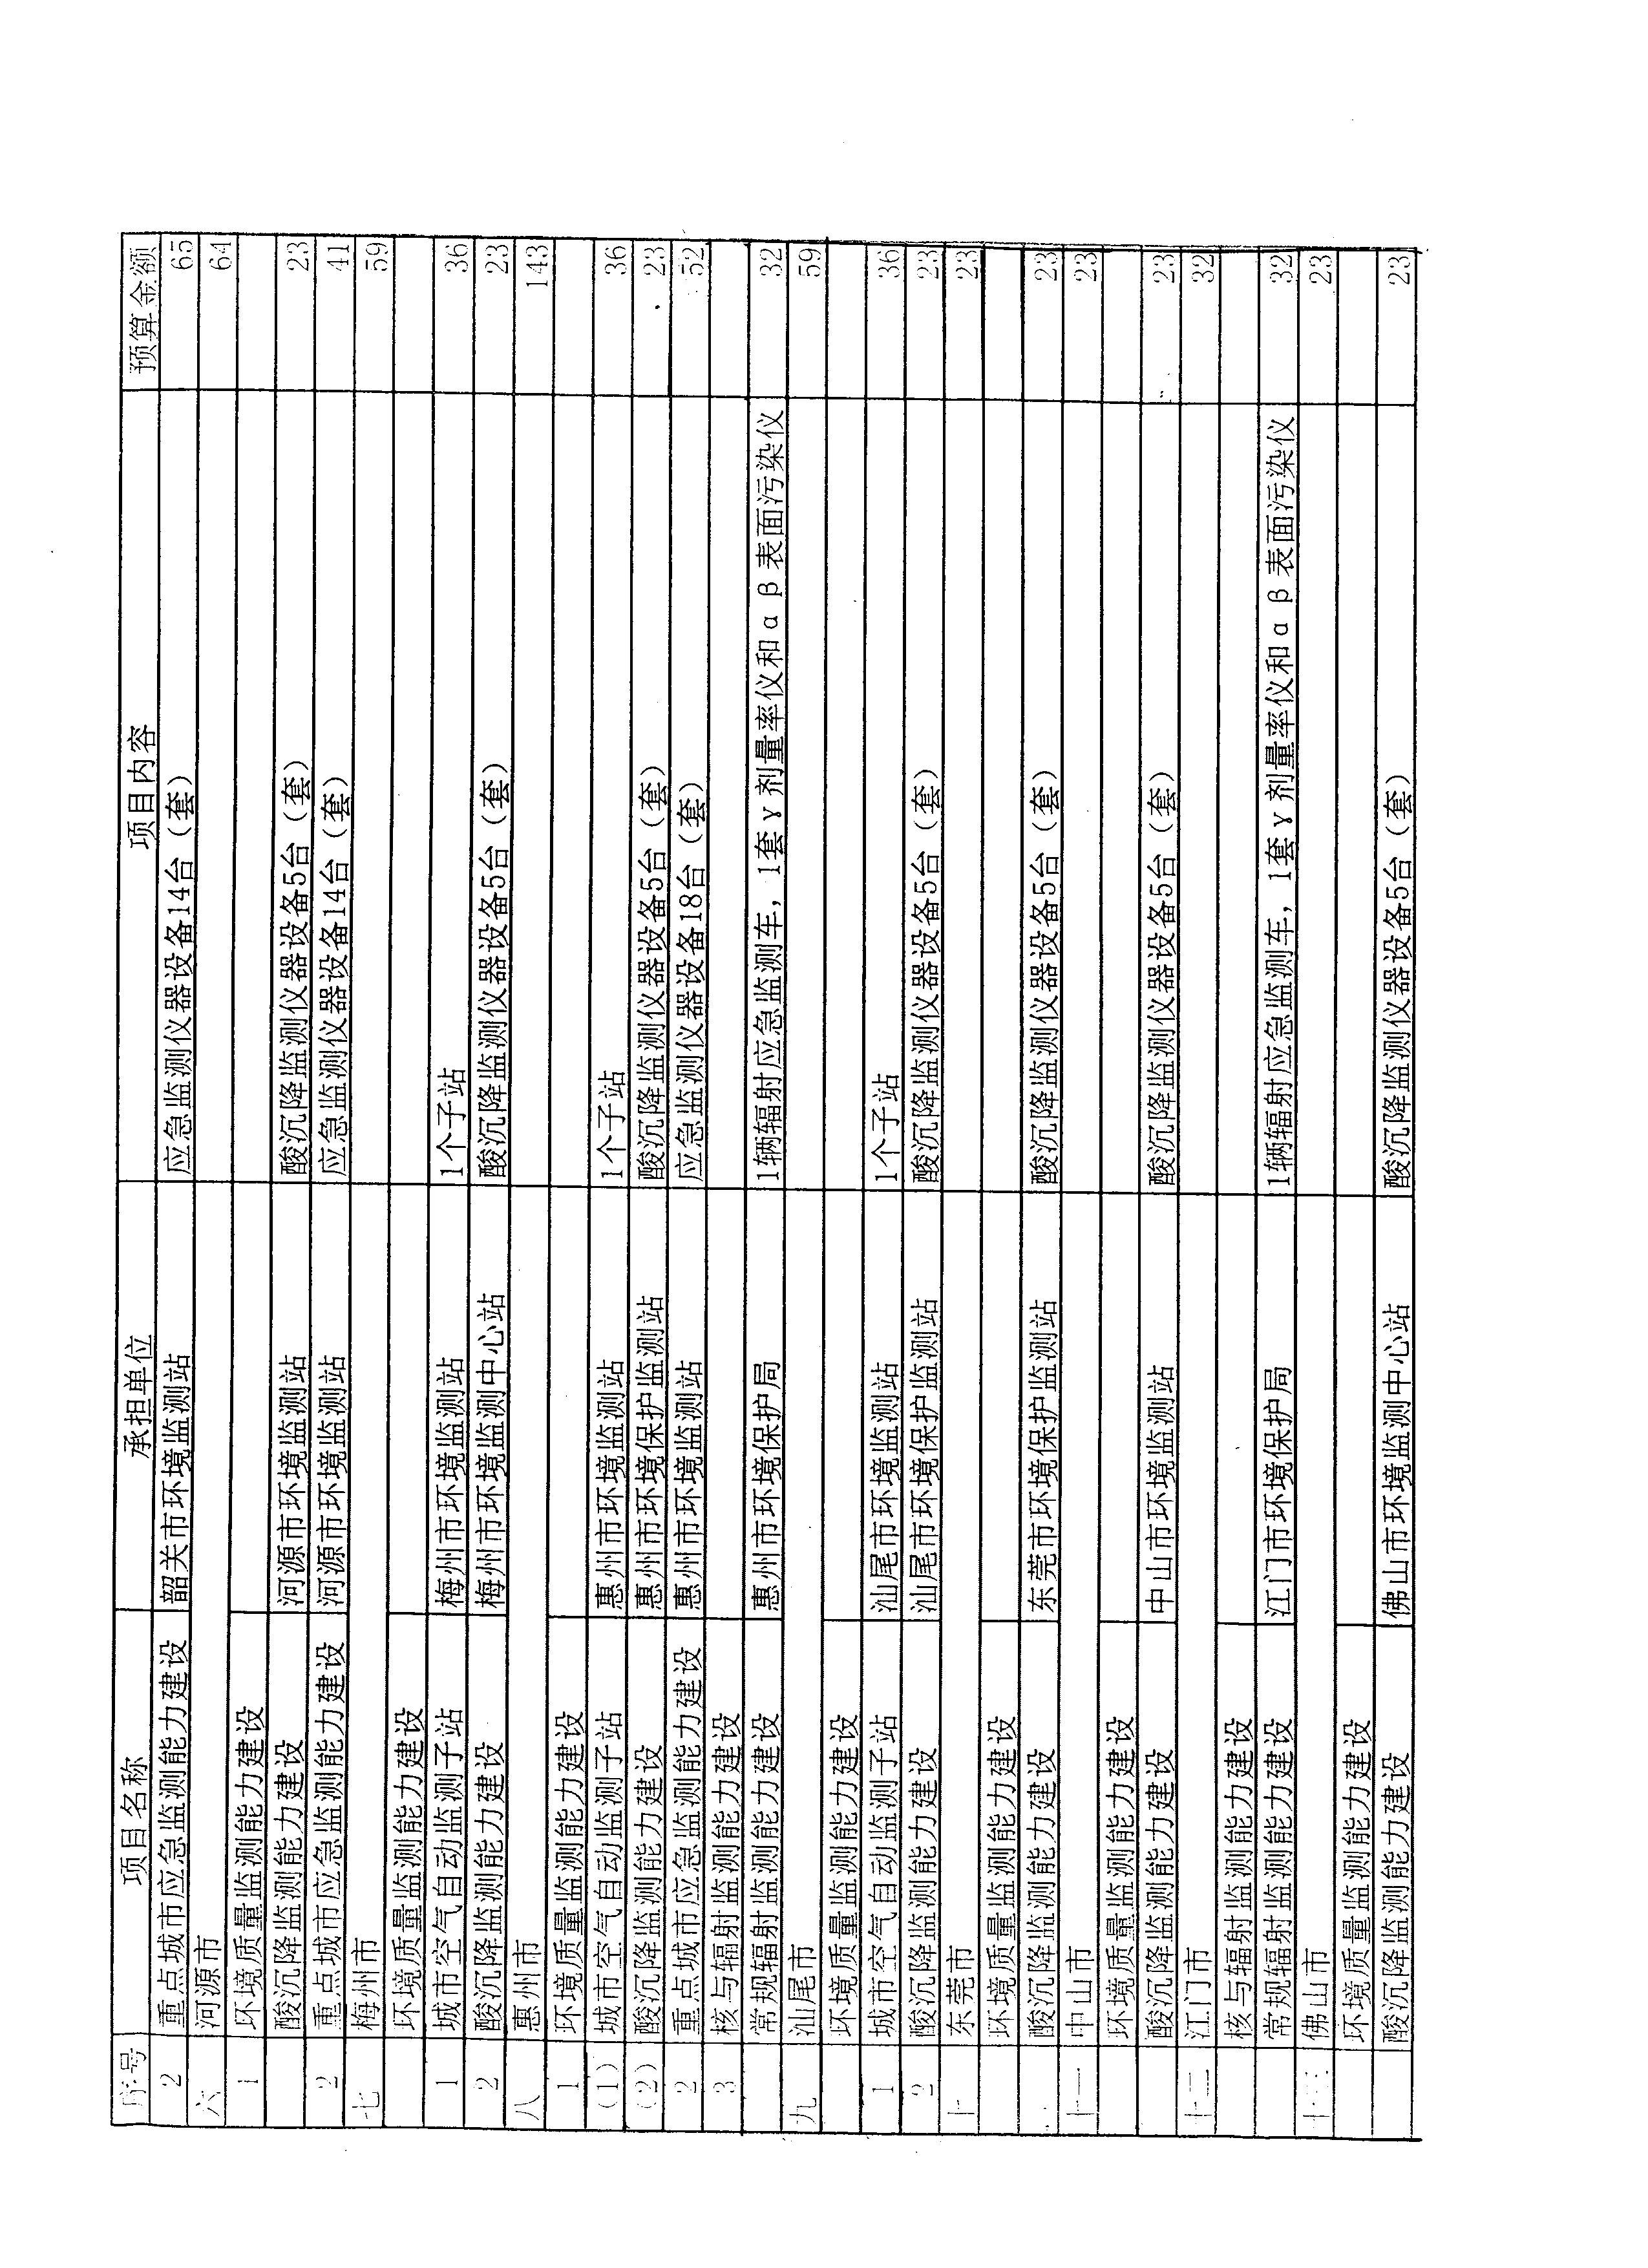 序号 项目名称 承担单位 项目内容 预算金额
2 重点城市应急监测能力建设 韶关市环境监测站 应急监测仪器设备14台（套） 65
六 河源市 64
1 环境质量监测能力建设
酸沉降监测能力建设 河源市环境监测站 酸沉降监测仪器设备5台（套） 23
2 重点城市应急监测能力建设 河源市环境监测站 应急监测仪器设备14台（套） 41
七 梅州市 59
环境质量监测能力建设
1 城市空气自动监测子站 梅州市环境监测站 1个子站 36
2 酸沉降监测能力建设 梅州市环境监测中心站 酸沉降监测仪器设备5台（套） 23
八 惠州市 143
1 环境质量监测能力建设
（1） 城市空气自动监测子站 惠州市环境监测站 1个子站 36
（2） 酸沉降监测能力建设 惠州市环境保护监测站 酸沉降监测仪器设备5台（套） 23
2 重点城市应急监测能力建设 惠州市环境监测站 应急监测仪器设备18台（套） 52
3 核与辐射监测能力建设
常规辐射监测能力建设 惠州市环境保护局 1辆辐射应急监测车，1套γ剂量率仪和αβ表面污染仪 32
九 汕尾市 59
环境质量监测能力建设
1 城市空气自动监测子站 汕尾市环境监测站 1个子站 36
2 酸沉降监测能力建设 汕尾市环境保护监测站 酸沉降监测仪器设备5台（套） 23
十 东莞市 23
环境质量监测能力建设
酸沉降监测能力建设 东莞市环境保护监测站 酸沉降监测仪器设备5台（套） 23
十一 中山市 23
环境质量监测能力建设
酸沉降监测能力建设 中山市环境监测站 酸沉降监测仪器设备5台（套） 23
十二 江门市 32
核与辐射监测能力建设
常规辐射监测能力建设 江门市环境保护局 1辆辐射应急监测车，1套γ剂量率仪和αβ表面污染仪 32
十三 佛山市 23
环境质量监测能力建设
酸沉降监测能力建设 佛山市环境监测中心站 酸沉降监测仪器设备5台（套） 23